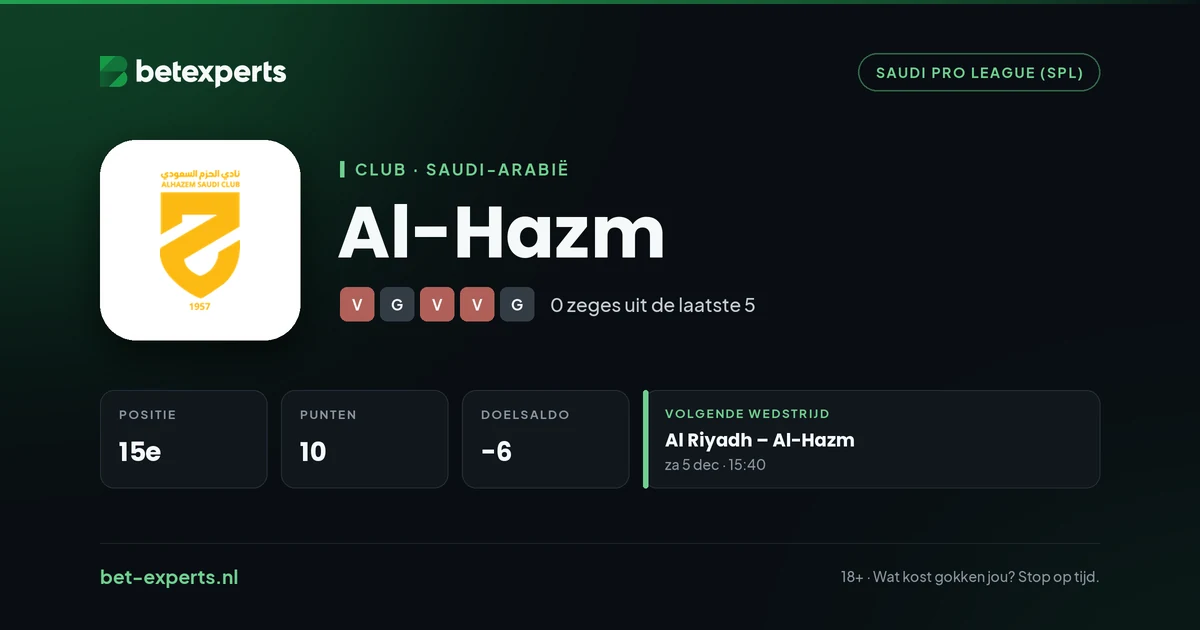 betexperts
SAUDI PRO LEAGUE (SPL)
نادي الحزم السعودي
ALHAZEM SAUDI CLUB
1957
CLUB · SAUDI-ARABIË
Al-Hazm
V G V V G 0 zeges uit de laatste 5
POSITIE
15e
PUNTEN
10
DOELSALDO
-6
VOLGENDE WEDSTRIJD
Al Riyadh – Al-Hazm
za 5 dec · 15:40
bet-experts.nl
18+ · Wat kost gokken jou? Stop op tijd.